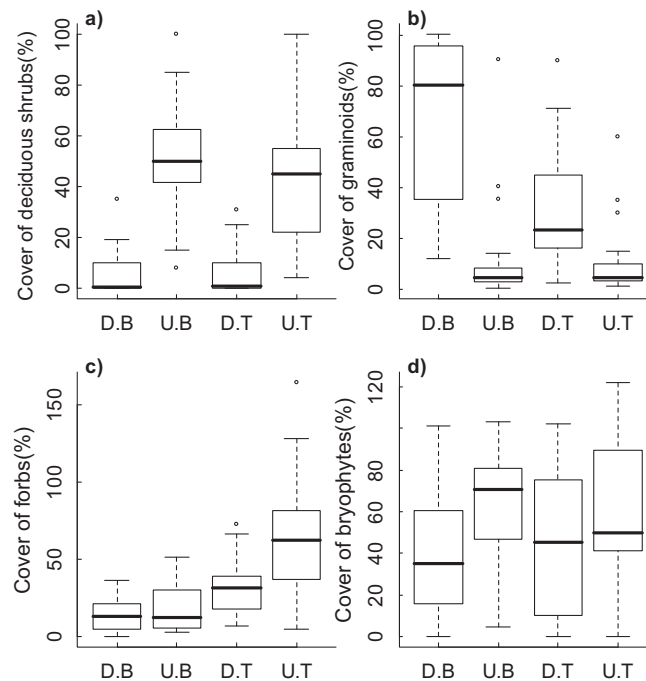 a)
Cover of deciduous shrubs(%)
0 20 40 60 80 100
D.B U.B D.T U.T
b)
Cover of graminoids(%)
0 20 40 60 80 100
D.B U.B D.T U.T
c)
Cover of forbs(%)
0 50 100 150
D.B U.B D.T U.T
d)
Cover of bryophytes(%)
0 20 40 60 80 120
D.B U.B D.T U.T